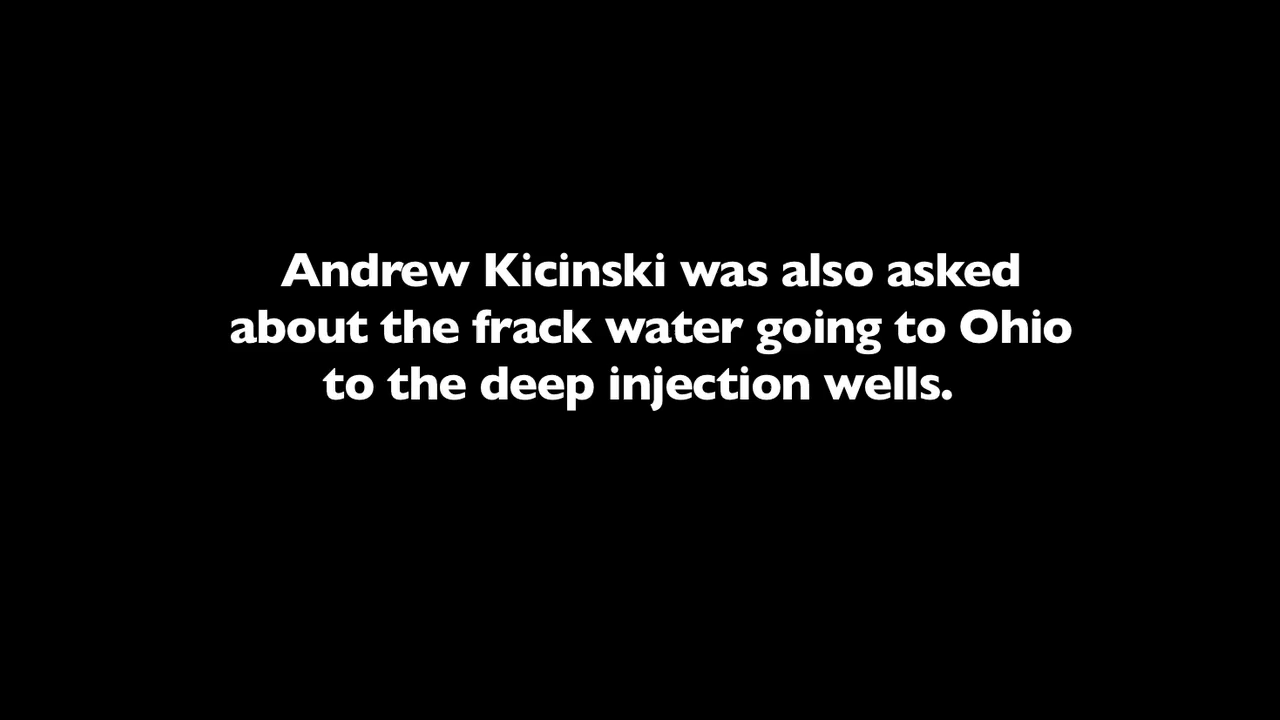 Andrew Kicinski was also asked
about the frack water going to Ohio
to the deep injection wells.